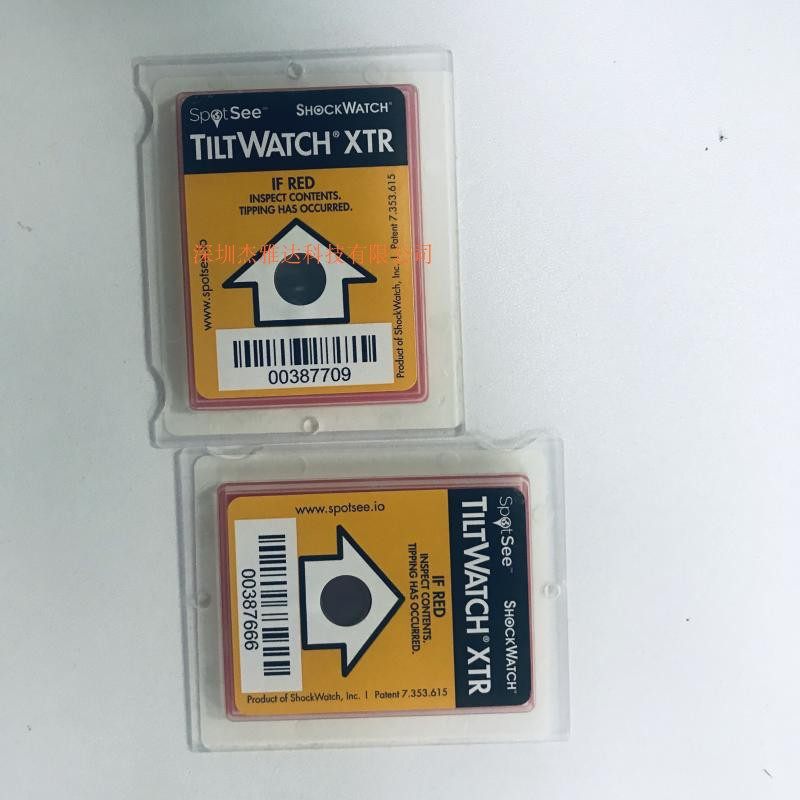 SpotSee™ SHOCKWATCH®
TILTWATCH® XTR
IF RED
INSPECT CONTENTS.
TIPPING HAS OCCURRED.
www.spotsee.io
Product of ShockWatch, Inc. | Patent 7.353.615
深圳杰雅达科技有限公司
00387709
SpotSee™ SHOCKWATCH®
TILTWATCH® XTR
IF RED
INSPECT CONTENTS.
TIPPING HAS OCCURRED.
www.spotsee.io
Product of ShockWatch, Inc. | Patent 7.353.615
00387666